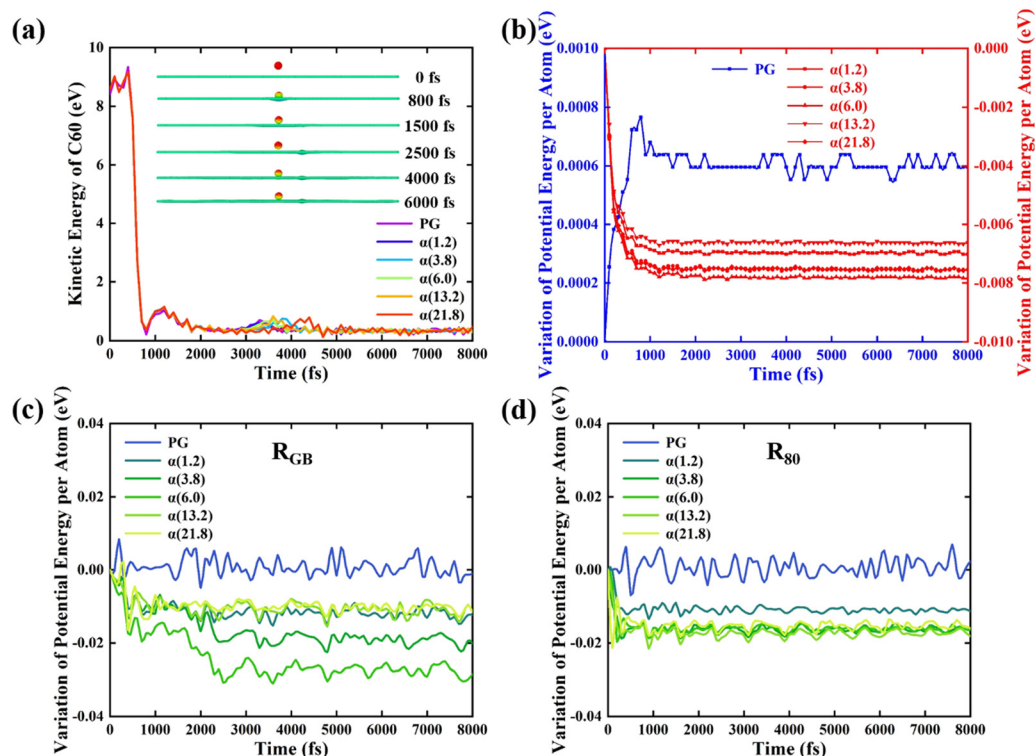 (a)
Kinetic Energy of C60 (eV)
10
8
6
4
2
0
0 fs
800 fs
1500 fs
2500 fs
4000 fs
6000 fs
PG
α(1.2)
α(3.8)
α(6.0)
α(13.2)
α(21.8)
0 1000 2000 3000 4000 5000 6000 7000 8000
Time (fs)
(b)
Variation of Potential Energy per Atom (eV)
0.0010
0.0008
0.0006
0.0004
0.0002
0.0000
PG
α(1.2)
α(3.8)
α(6.0)
α(13.2)
α(21.8)
0.000
-0.002
-0.004
-0.006
-0.008
-0.010
Variation of Potential Energy per Atom (eV)
0 1000 2000 3000 4000 5000 6000 7000 8000
Time (fs)
(c)
Variation of Potential Energy per Atom (eV)
0.04
0.02
0.00
-0.02
-0.04
PG
α(1.2)
α(3.8)
α(6.0)
α(13.2)
α(21.8)
RGB
0 1000 2000 3000 4000 5000 6000 7000 8000
Time (fs)
(d)
Variation of Potential Energy per Atom (eV)
0.04
0.02
0.00
-0.02
-0.04
PG
α(1.2)
α(3.8)
α(6.0)
α(13.2)
α(21.8)
R80
0 1000 2000 3000 4000 5000 6000 7000 8000
Time (fs)